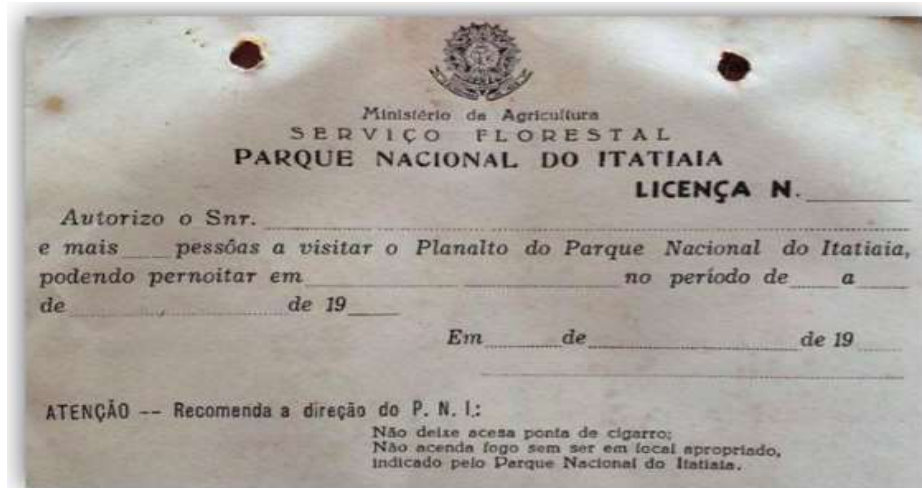 Ministério da Agricultura
SERVIÇO FLORESTAL
PARQUE NACIONAL DO ITATIAIA
LICENÇA N.
Autorizo o Snr.
e mais pessôas a visitar o Planalto do Parque Nacional do Itatiaia,
podendo pernoitar em no período de a
de de 19
Em de de 19
ATENÇÃO -- Recomenda a direção do P. N. I.:
Não deixe acesa ponta de cigarro;
Não acenda fogo sem ser em local apropriado,
indicado pelo Parque Nacional do Itatiaia.